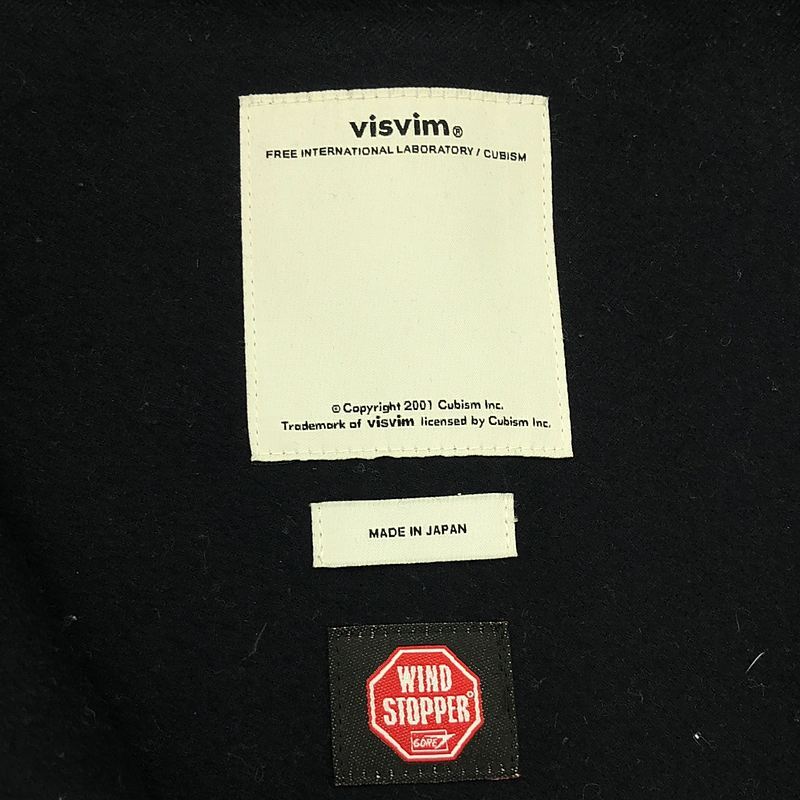 visvim®
FREE INTERNATIONAL LABORATORY / CUBISM
© Copyright 2001 Cubism Inc.
Trademark of visvim licensed by Cubism Inc.
MADE IN JAPAN
WIND
STOPPER®
GORE